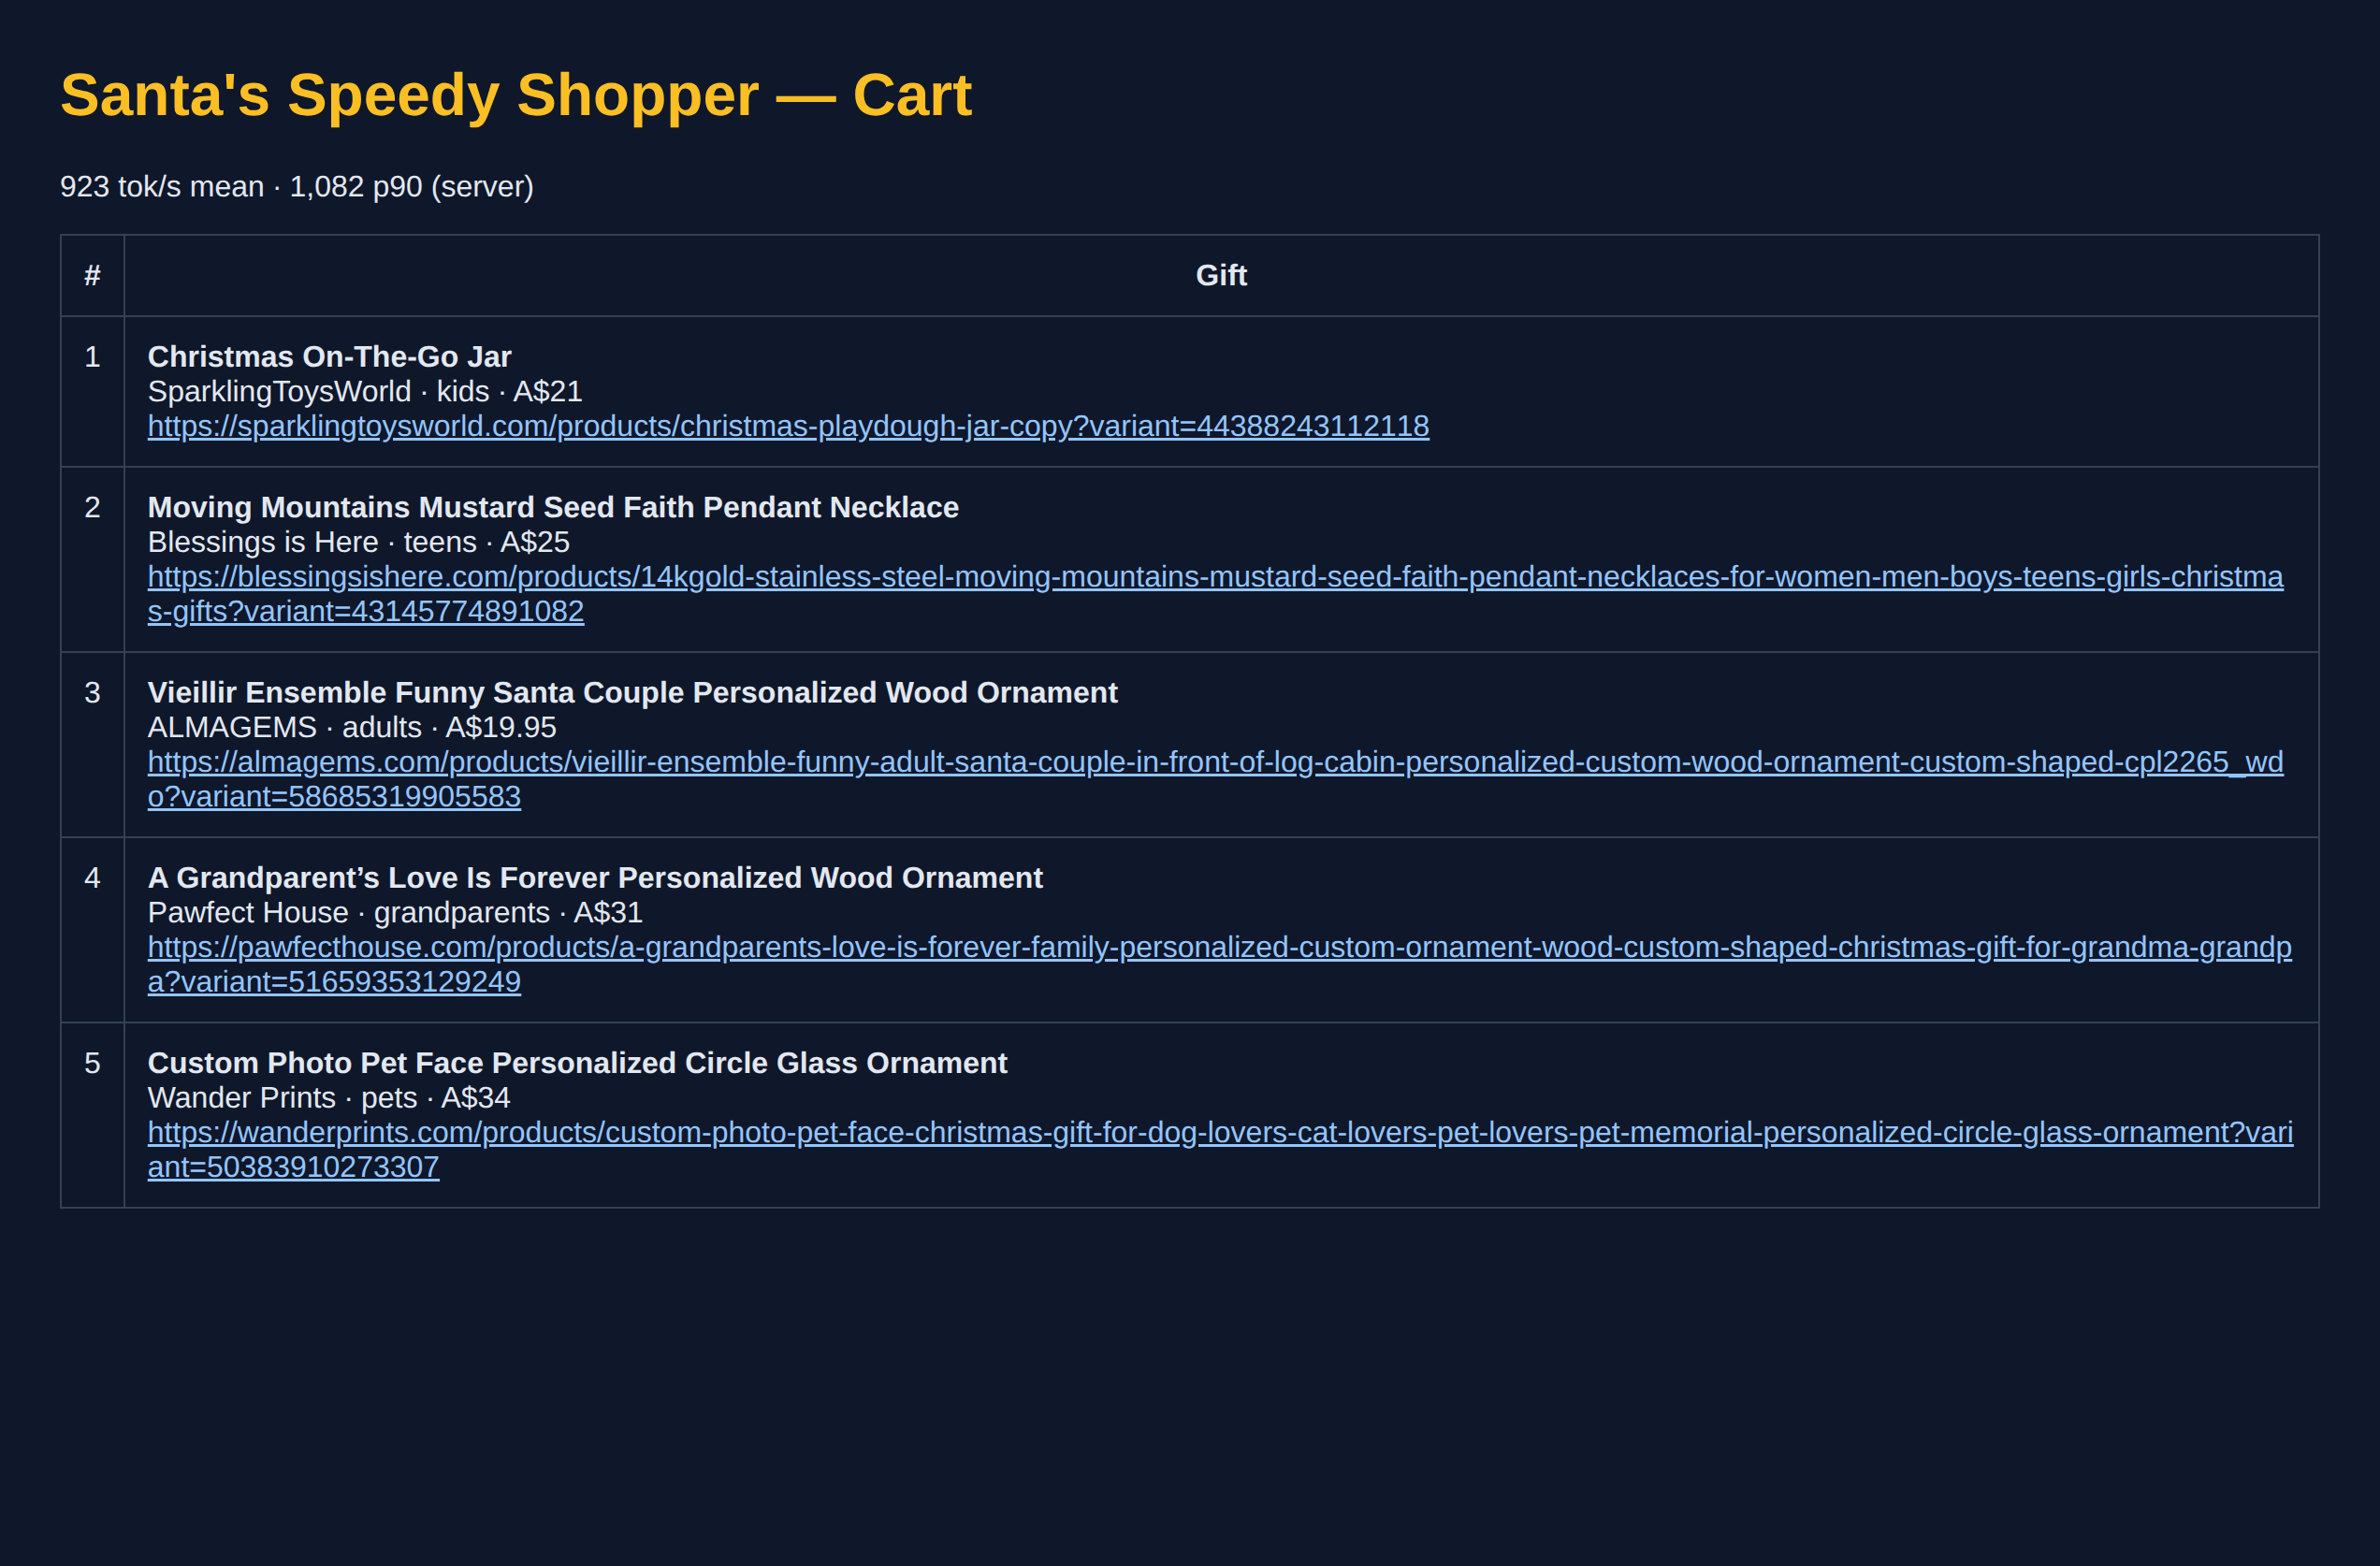 Santa's Speedy Shopper — Cart
923 tok/s mean · 1,082 p90 (server)
# Gift
1 Christmas On-The-Go Jar
SparklingToysWorld · kids · A$21
https://sparklingtoysworld.com/products/christmas-playdough-jar-copy?variant=44388243112118
2 Moving Mountains Mustard Seed Faith Pendant Necklace
Blessings is Here · teens · A$25
https://blessingsishere.com/products/14kgold-stainless-steel-moving-mountains-mustard-seed-faith-pendant-necklaces-for-women-men-boys-teens-girls-christma
s-gifts?variant=43145774891082
3 Vieillir Ensemble Funny Santa Couple Personalized Wood Ornament
ALMAGEMS · adults · A$19.95
https://almagems.com/products/vieillir-ensemble-funny-adult-santa-couple-in-front-of-log-cabin-personalized-custom-wood-ornament-custom-shaped-cpl2265_wd
o?variant=58685319905583
4 A Grandparent’s Love Is Forever Personalized Wood Ornament
Pawfect House · grandparents · A$31
https://pawfecthouse.com/products/a-grandparents-love-is-forever-family-personalized-custom-ornament-wood-custom-shaped-christmas-gift-for-grandma-grandp
a?variant=51659353129249
5 Custom Photo Pet Face Personalized Circle Glass Ornament
Wander Prints · pets · A$34
https://wanderprints.com/products/custom-photo-pet-face-christmas-gift-for-dog-lovers-cat-lovers-pet-lovers-pet-memorial-personalized-circle-glass-ornament?vari
ant=50383910273307